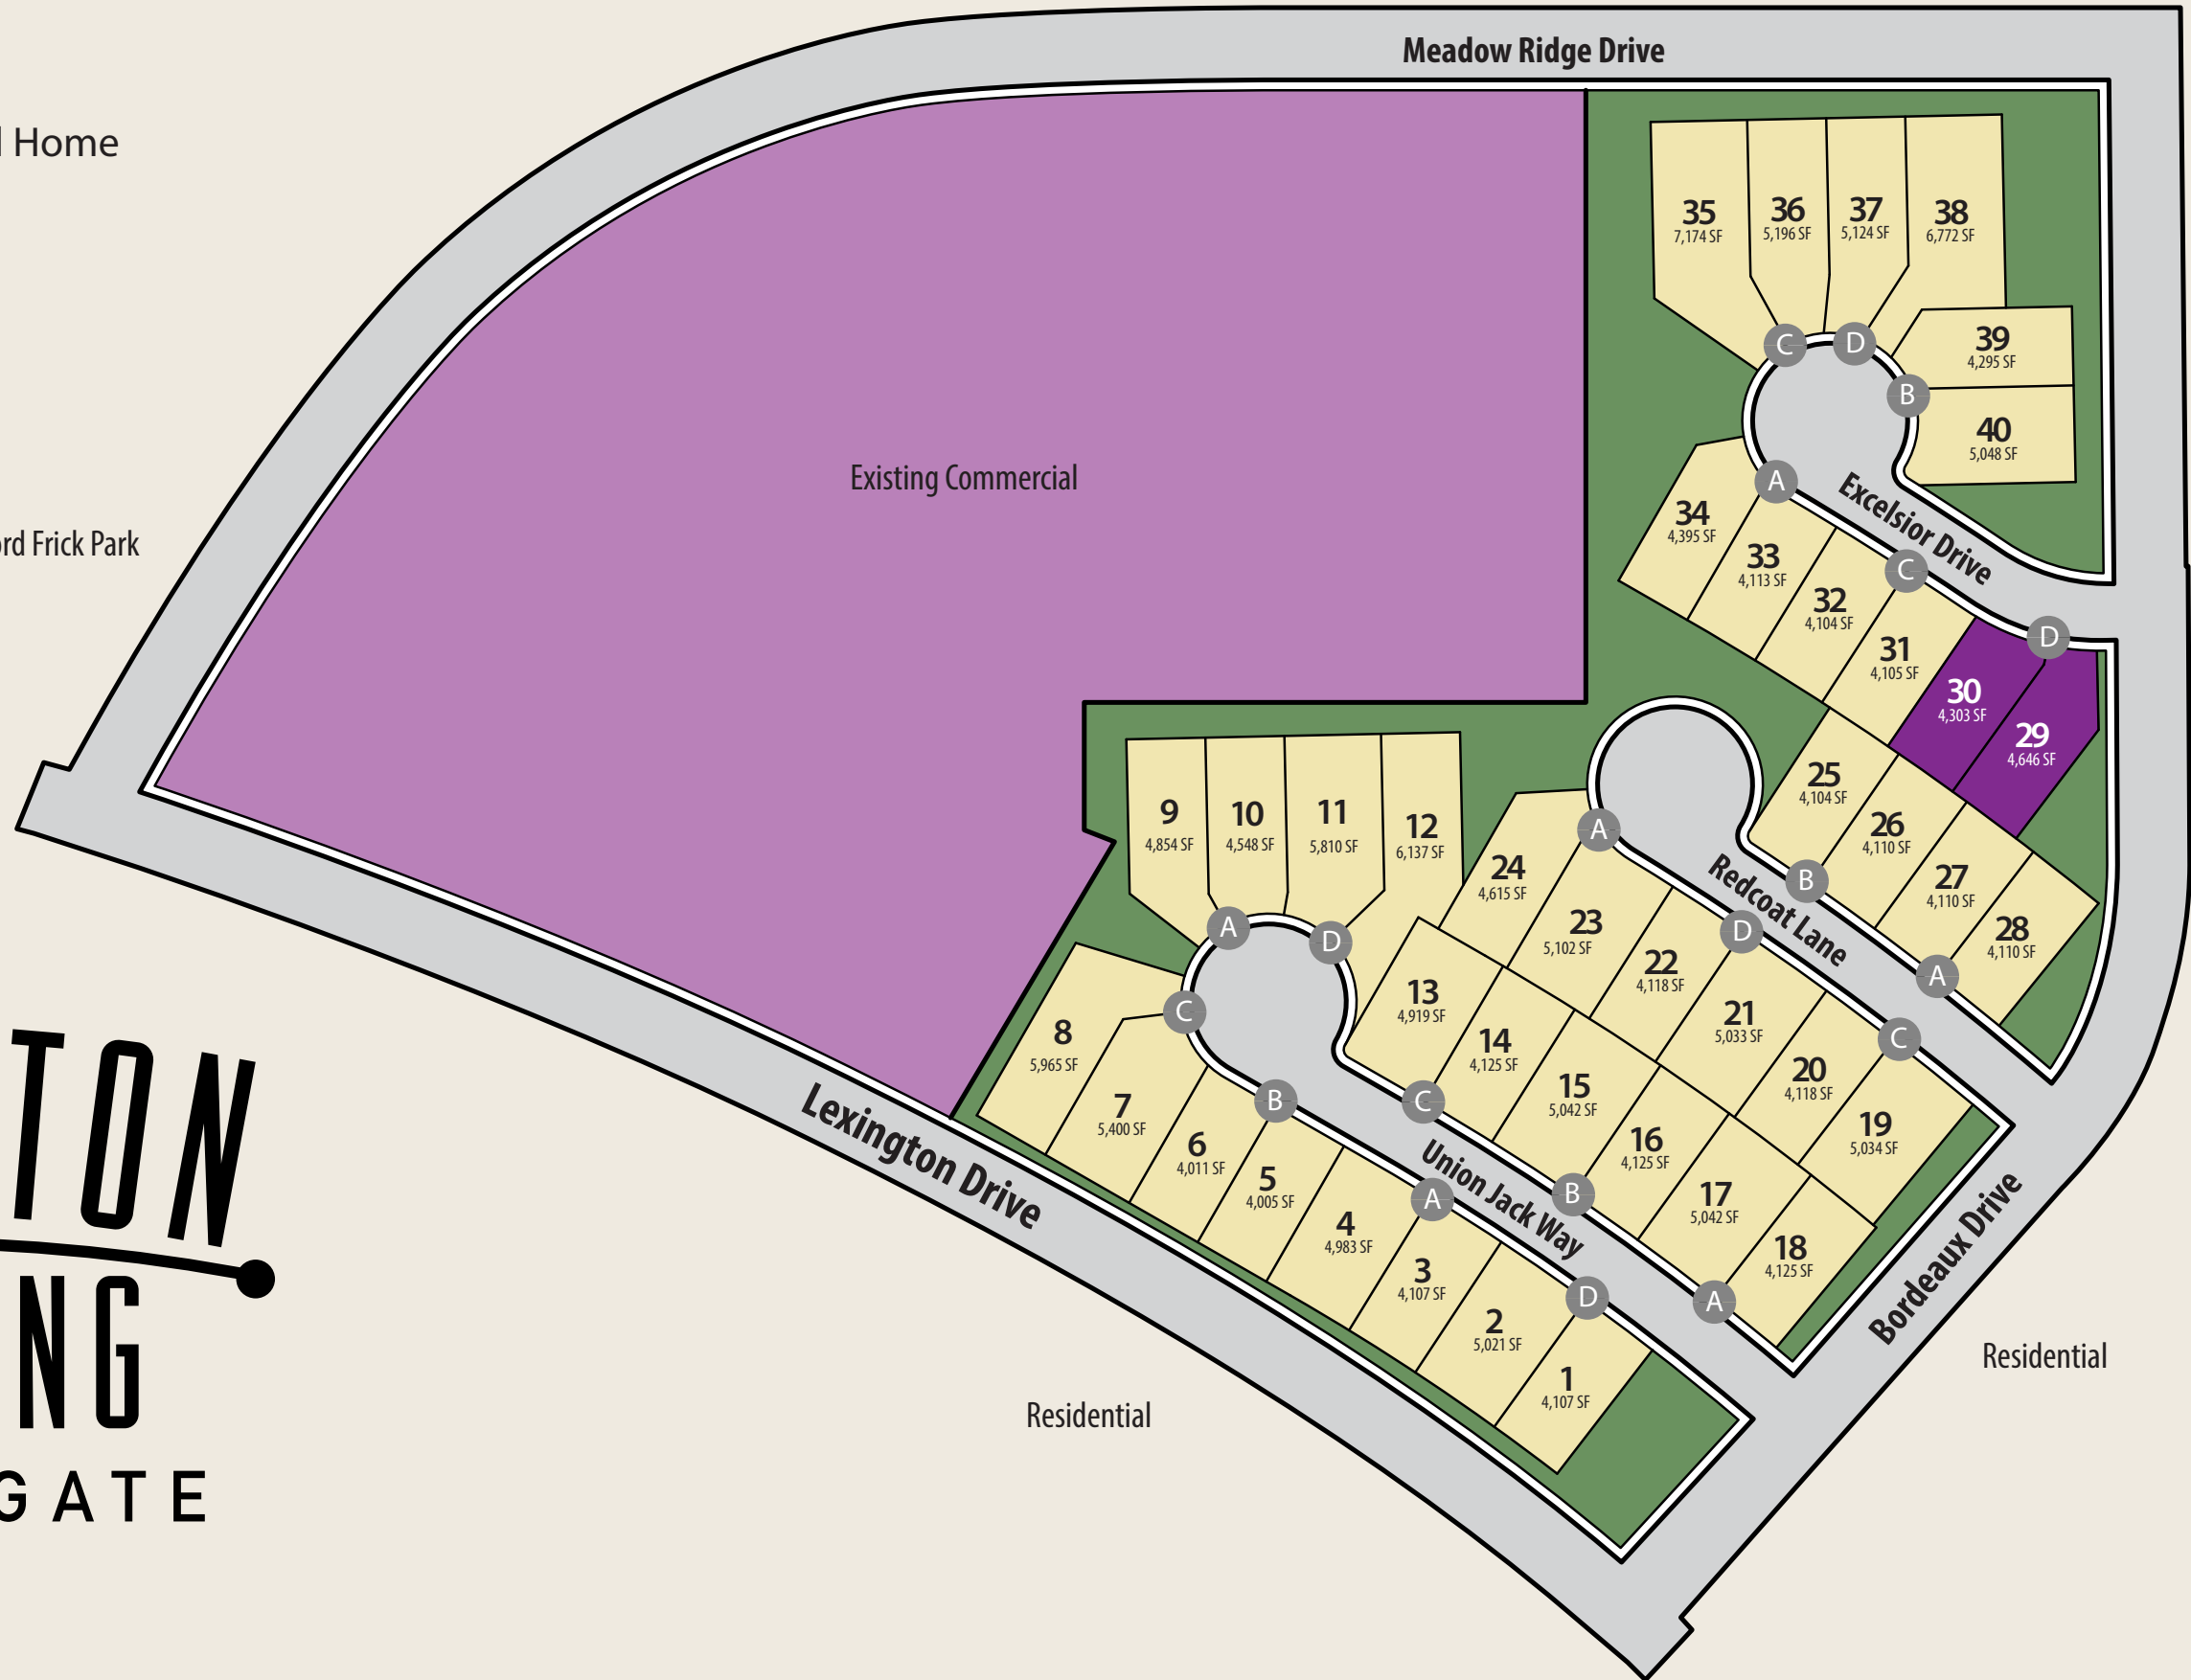 Meadow Ridge Drive
Home
Frick Park
Existing Commercial
35
7,174 SF
36
5,196 SF
37
5,124 SF
38
6,772 SF
C
D
39
4,295 SF
B
40
5,048 SF
A
Excelsior Drive
34
4,395 SF
33
4,113 SF
C
32
4,104 SF
31
4,105 SF
D
30
4,303 SF
29
4,646 SF
25
4,104 SF
26
4,110 SF
27
4,110 SF
28
4,110 SF
A
B
Redcoat Lane
D
A
C
24
4,615 SF
23
5,102 SF
22
4,118 SF
21
5,033 SF
20
4,118 SF
19
5,034 SF
9
4,854 SF
10
4,548 SF
11
5,810 SF
12
6,137 SF
A
D
C
13
4,919 SF
14
4,125 SF
15
5,042 SF
16
4,125 SF
17
5,042 SF
18
4,125 SF
8
5,965 SF
7
5,400 SF
6
4,011 SF
5
4,005 SF
4
4,983 SF
3
4,107 SF
2
5,021 SF
1
4,107 SF
B
C
Union Jack Way
A
B
D
A
Lexington Drive
Bordeaux Drive
Residential
Residential
TON
NG
GATE